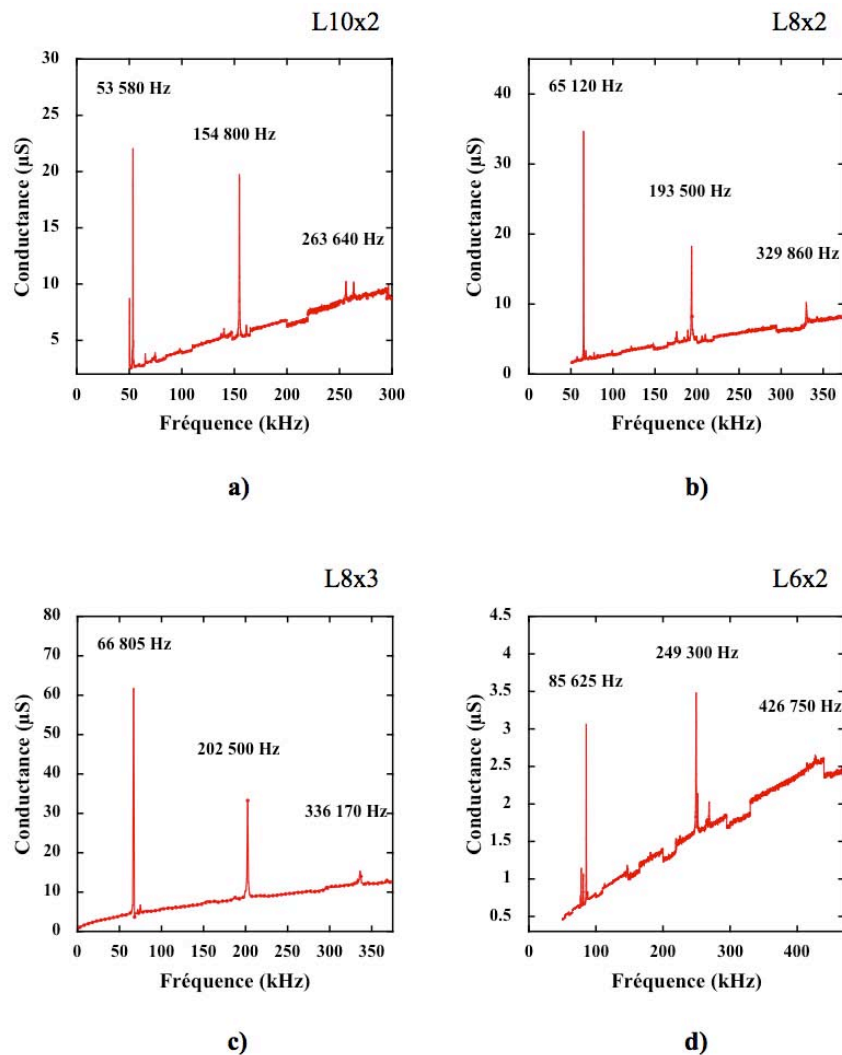 L10x2
30
25
20
15
10
5
53 580 Hz
154 800 Hz
263 640 Hz
Conductance (µS)
0 50 100 150 200 250 300
Fréquence (kHz)
a)
L8x2
40
30
20
10
0
65 120 Hz
193 500 Hz
329 860 Hz
Conductance (µS)
0 50 100 150 200 250 300 350
Fréquence (kHz)
b)
L8x3
80
70
60
50
40
30
20
10
0
66 805 Hz
202 500 Hz
336 170 Hz
Conductance (µS)
0 50 100 150 200 250 300 350
Fréquence (kHz)
c)
L6x2
4.5
4
3.5
3
2.5
2
1.5
1
0.5
249 300 Hz
85 625 Hz
426 750 Hz
Conductance (µS)
0 100 200 300 400
Fréquence (kHz)
d)